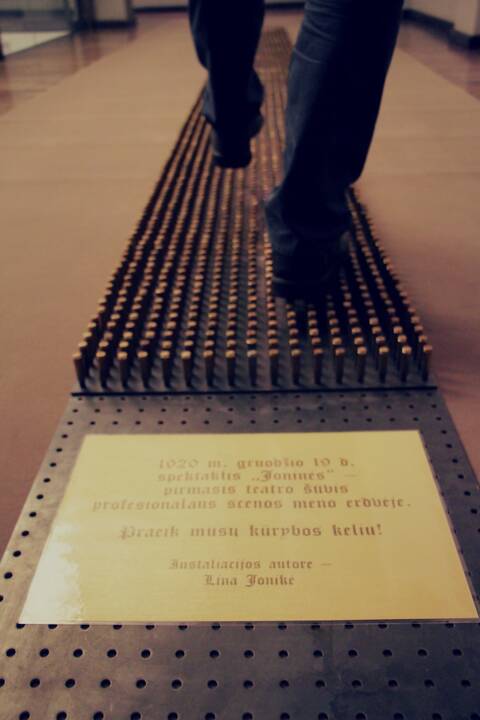 1920 m. gruodžio 19 d.
spektaklis „Joninės" –
pirmasis teatro šūvis
profesionalaus scenos meno erdvėje.
Praeik mūsų kūrybos keliu!
Instaliacijos autorė –
Lina Jonikė